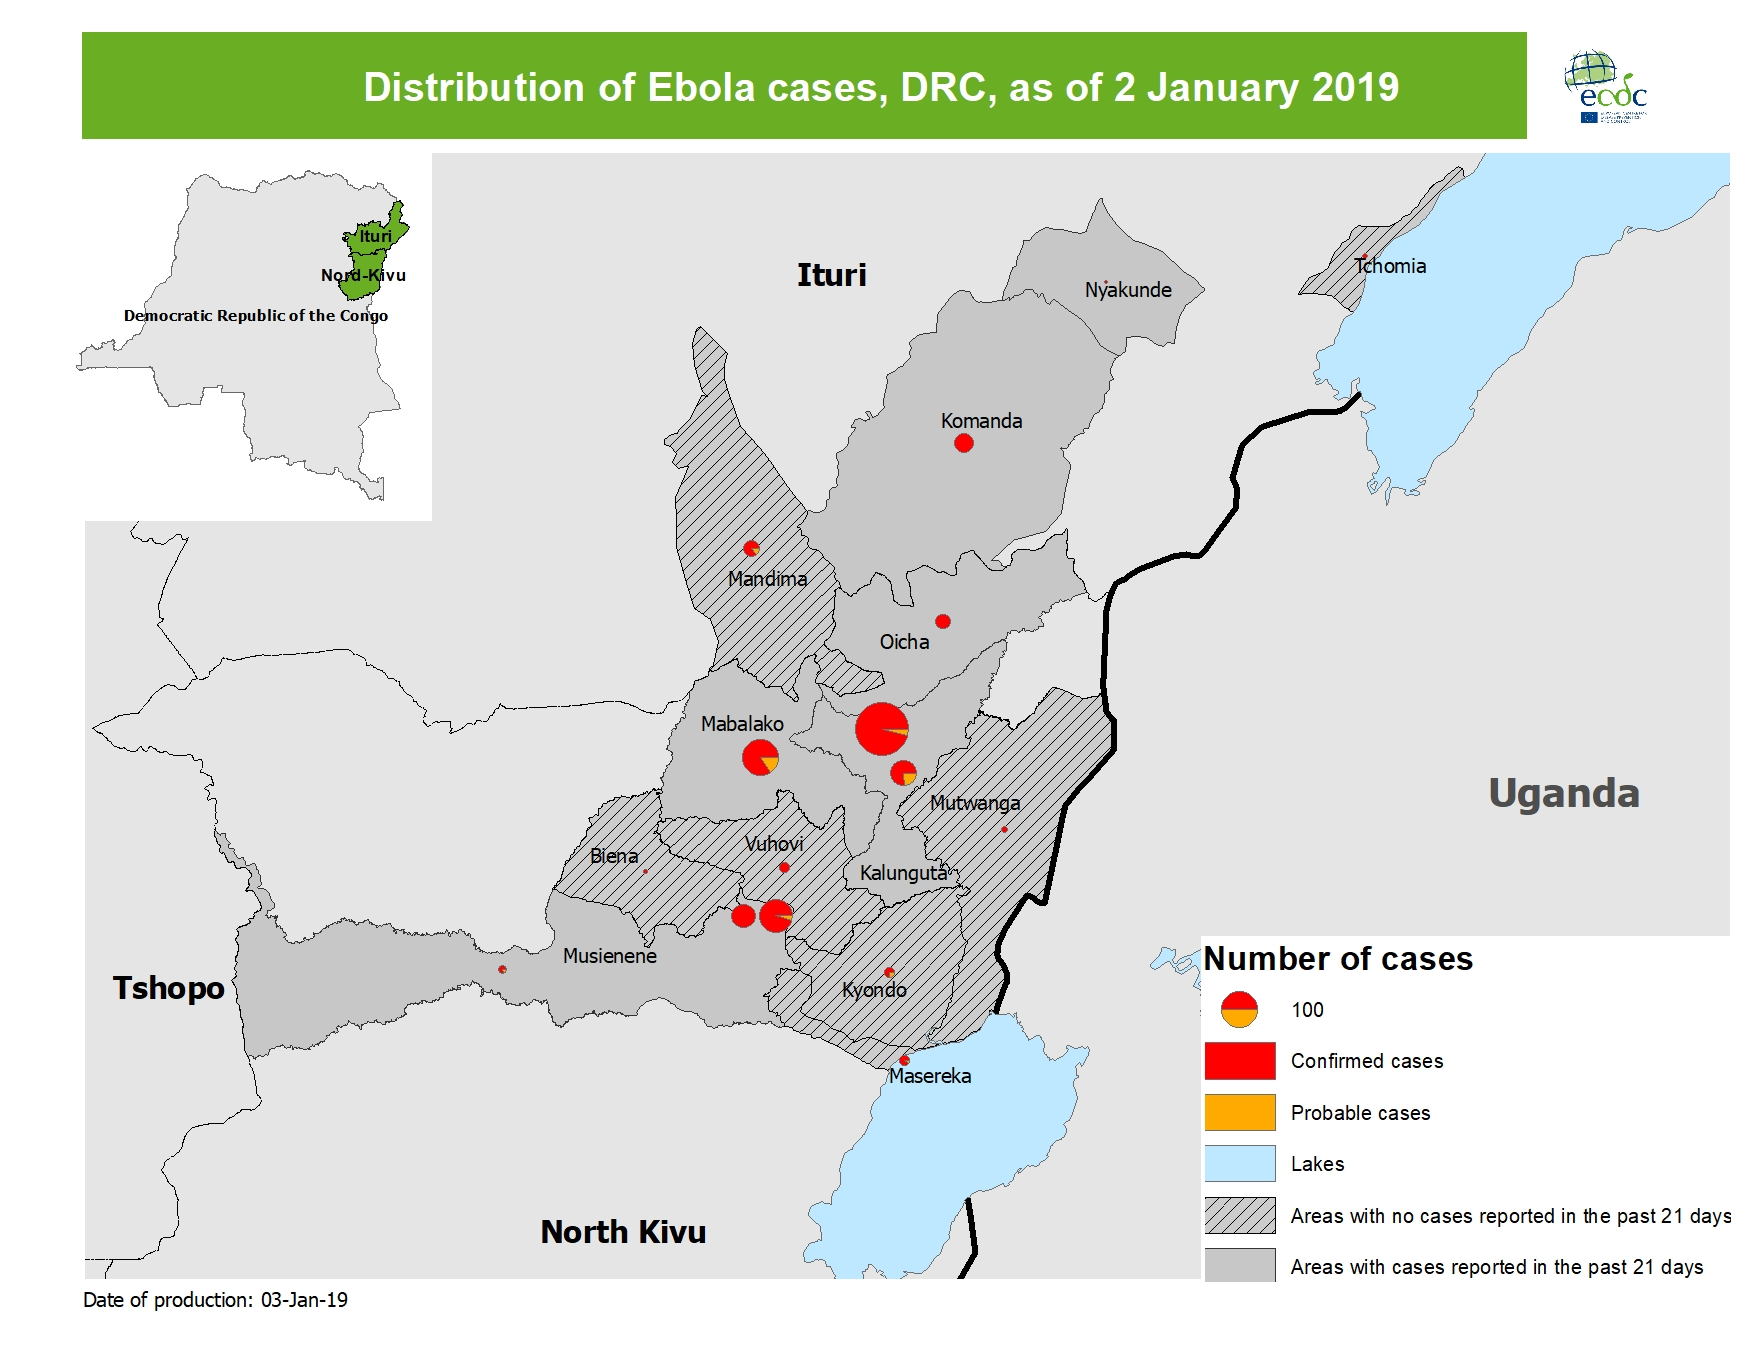 Distribution of Ebola cases, DRC, as of 2 January 2019
ecdc
Ituri
Nord-Kivu
Democratic Republic of the Congo
Ituri
Nyakunde
Tchomia
Komanda
Mandima
Oicha
Mabalako
Mutwanga
Uganda
Vuhovi
Biena
Kalunguta
Musienene
Tshopo
Kyondo
Masereka
North Kivu
Number of cases
100
Confirmed cases
Probable cases
Lakes
Areas with no cases reported in the past 21 days
Areas with cases reported in the past 21 days
Date of production: 03-Jan-19